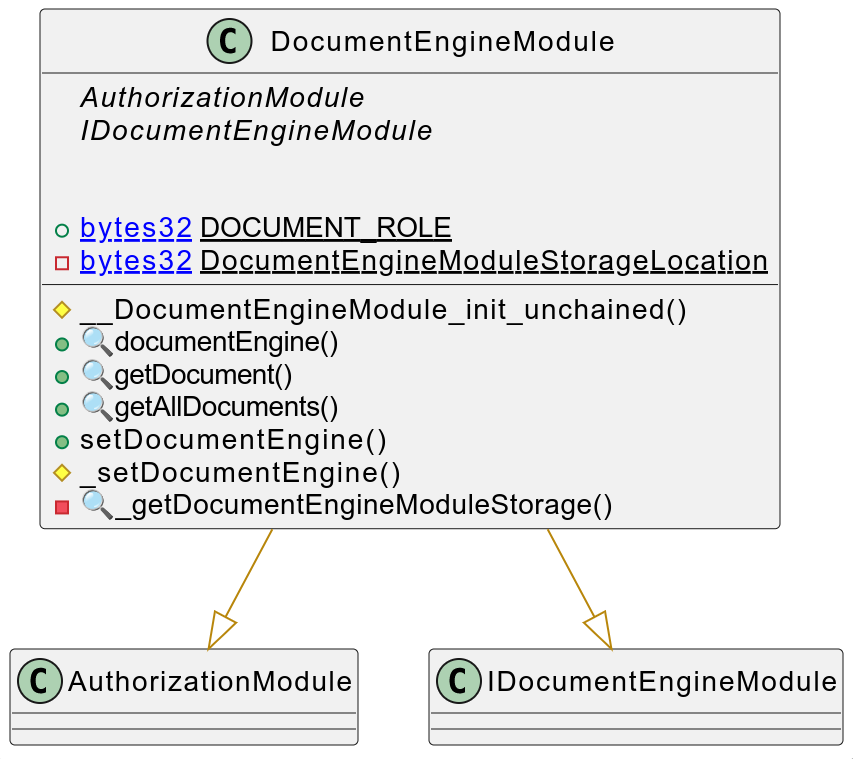 C DocumentEngineModule
AuthorizationModule
IDocumentEngineModule
bytes32 DOCUMENT_ROLE
bytes32 DocumentEngineModuleStorageLocation
__DocumentEngineModule_init_unchained()
🔍documentEngine()
🔍getDocument()
🔍getAllDocuments()
setDocumentEngine()
_setDocumentEngine()
🔍_getDocumentEngineModuleStorage()
C AuthorizationModule
C IDocumentEngineModule